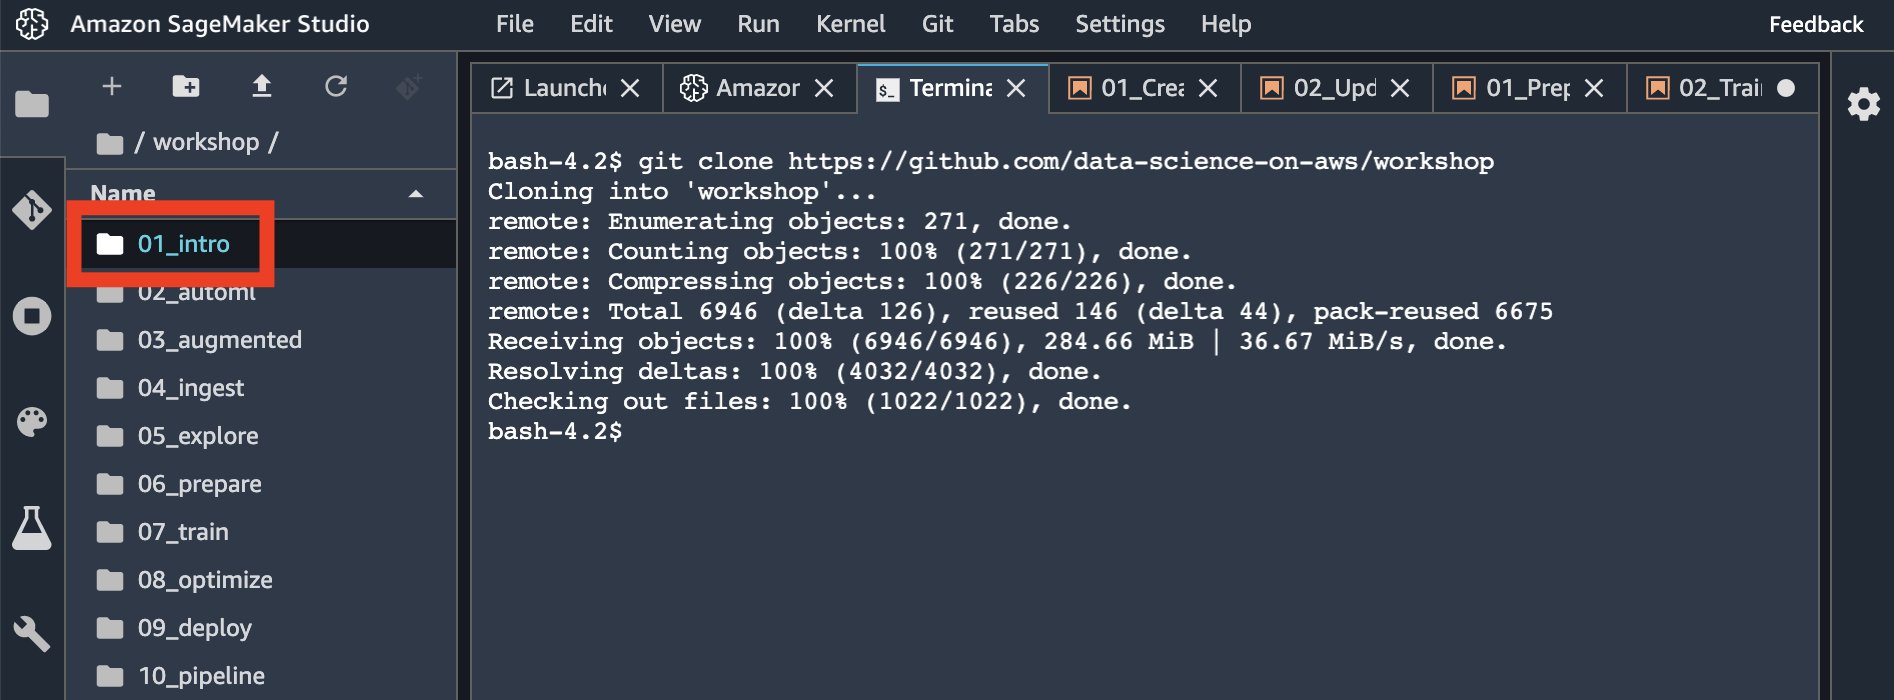 Amazon SageMaker Studio
File Edit View Run Kernel Git Tabs Settings Help
Feedback
Launche Amazon Termina 01_Crea 02_Upd 01_Prep 02_Trai
/ workshop /
Name
01_intro
02_automl
03_augmented
04_ingest
05_explore
06_prepare
07_train
08_optimize
09_deploy
10_pipeline
bash-4.2$ git clone https://github.com/data-science-on-aws/workshop
Cloning into 'workshop'...
remote: Enumerating objects: 271, done.
remote: Counting objects: 100% (271/271), done.
remote: Compressing objects: 100% (226/226), done.
remote: Total 6946 (delta 126), reused 146 (delta 44), pack-reused 6675
Receiving objects: 100% (6946/6946), 284.66 MiB | 36.67 MiB/s, done.
Resolving deltas: 100% (4032/4032), done.
Checking out files: 100% (1022/1022), done.
bash-4.2$